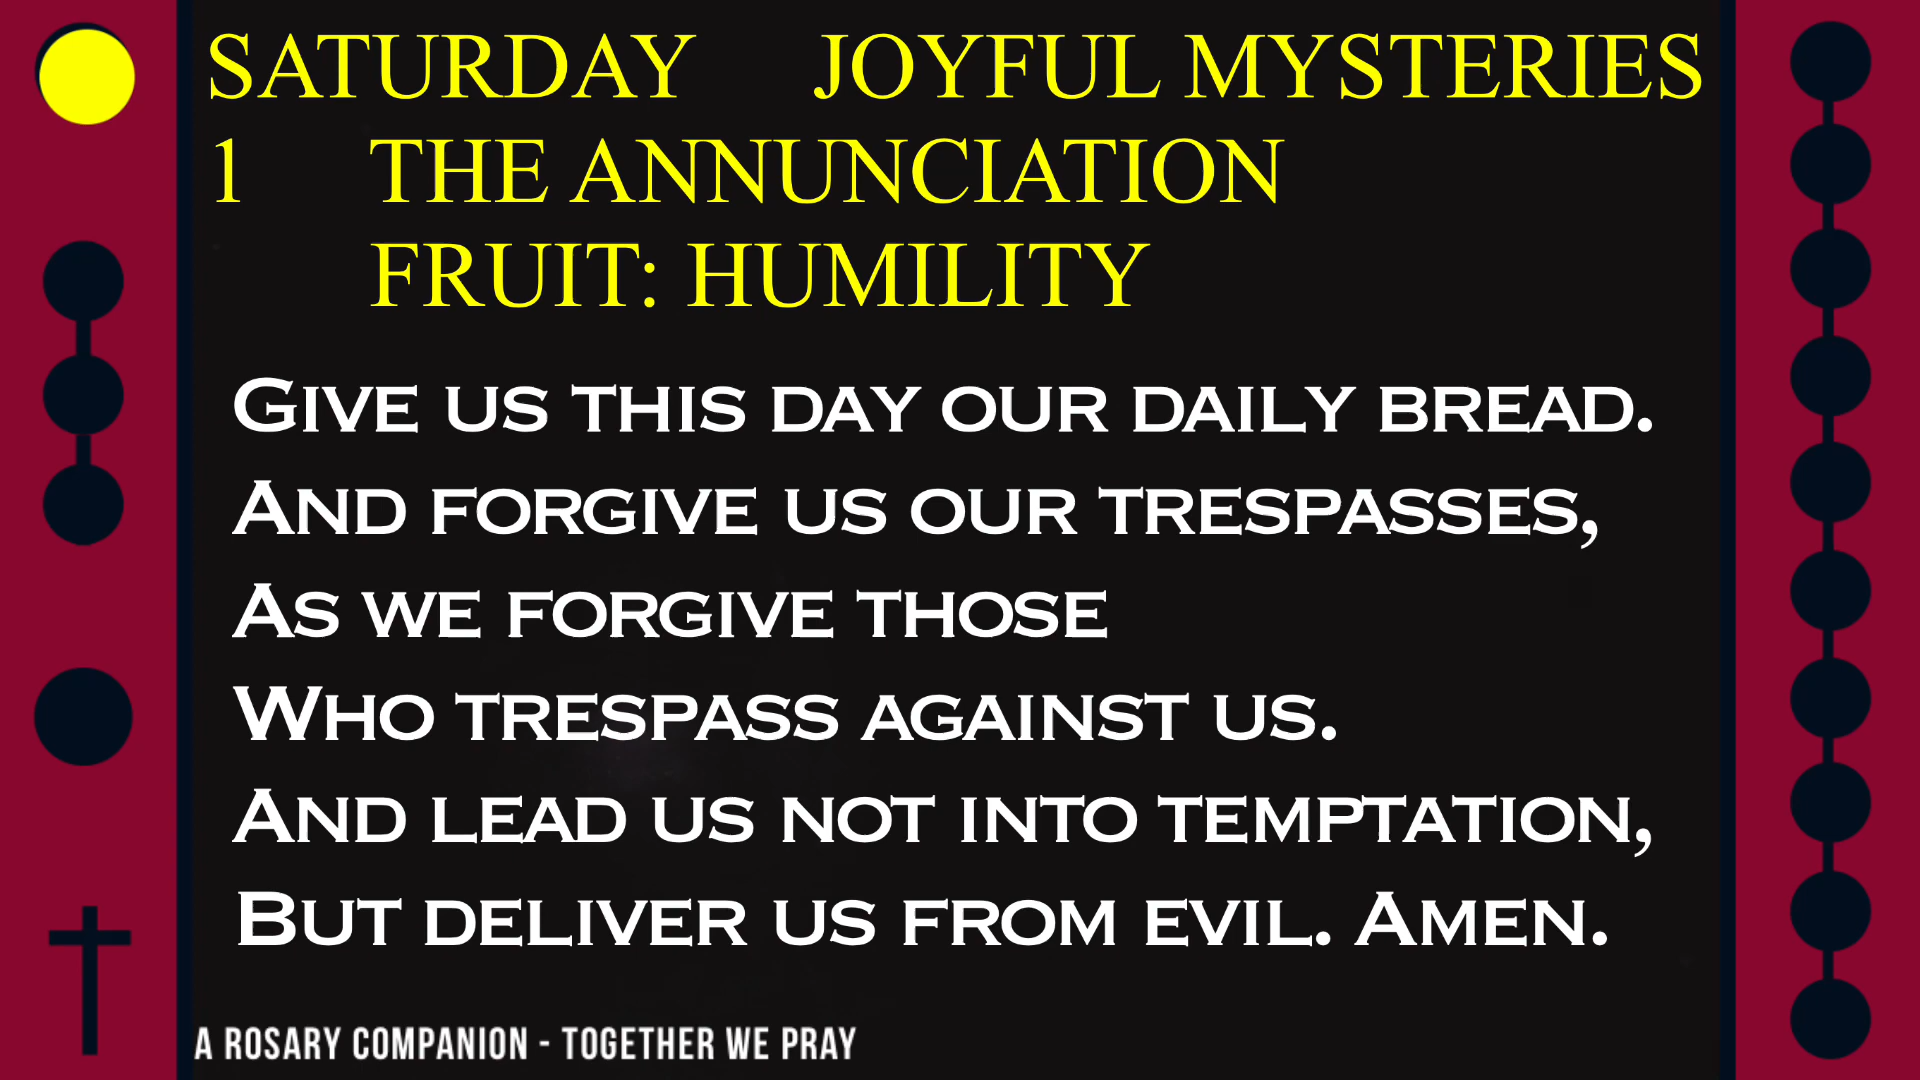 SATURDAY JOYFUL MYSTERIES
1 THE ANNUNCIATION
FRUIT: HUMILITY
Give us this day our daily bread.
And forgive us our trespasses,
As we forgive those
Who trespass against us.
And lead us not into temptation,
But deliver us from evil. Amen.
A ROSARY COMPANION - TOGETHER WE PRAY